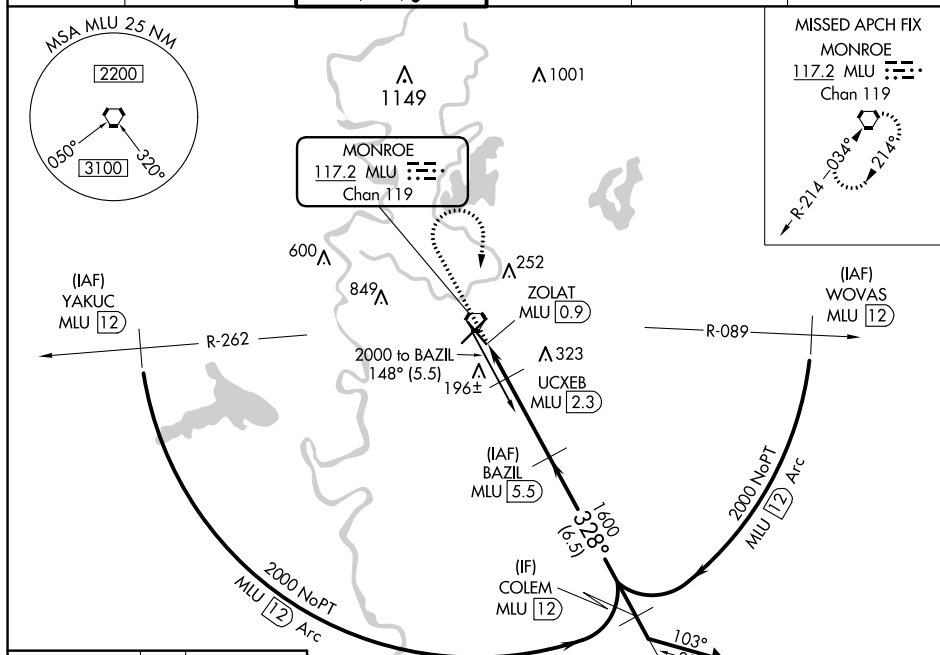 MSA MLU 25 NM
2200
050°
320°
3100
1149
1001
MISSED APCH FIX
MONROE
117.2 MLU
Chan 119
R-214
034°
214°
MONROE
117.2 MLU
Chan 119
600
849
252
(IAF)
YAKUC
MLU 12
R-262
ZOLAT
MLU 0.9
(IAF)
WOVAS
MLU 12
R-089
2000 to BAZIL
148° (5.5)
196±
323
UCXEB
MLU 2.3
(IAF)
BAZIL
MLU 5.5
1600
328°
(6.5)
2000 NoPT
MLU 12 Arc
2000 NoPT
MLU 12 Arc
(IF)
COLEM
MLU 12
103°